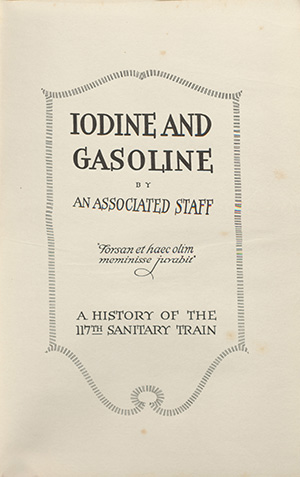 IODINE AND
GASOLINE
BY
AN ASSOCIATED STAFF
"Forsan et haec olim
meminisse juvabit"
A HISTORY OF THE
117TH SANITARY TRAIN